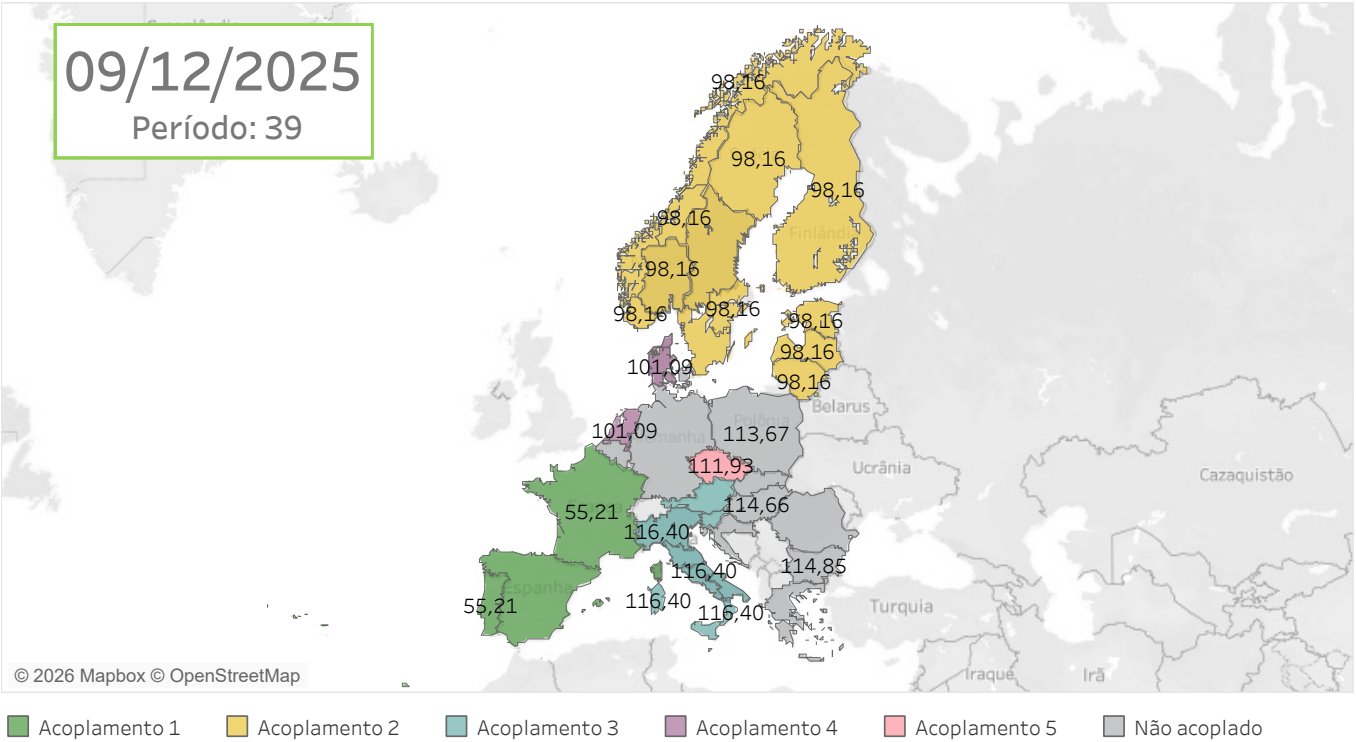 09/12/2025
Período: 39
98,16
98,16
98,16
98,16
98,16
98,16
98,16
98,16
98,16
98,16
Finlândi
101,09
101,09
Polônia
113,67
Belarus
111,93
Ucrânia
Cazaquistão
55,21
114,66
116,40
116,40
114,85
Espanha
55,21
116,40
116,40
Turquia
Iraque
Irã
© 2026 Mapbox © OpenStreetMap
Acoplamento 1
Acoplamento 2
Acoplamento 3
Acoplamento 4
Acoplamento 5
Não acoplado